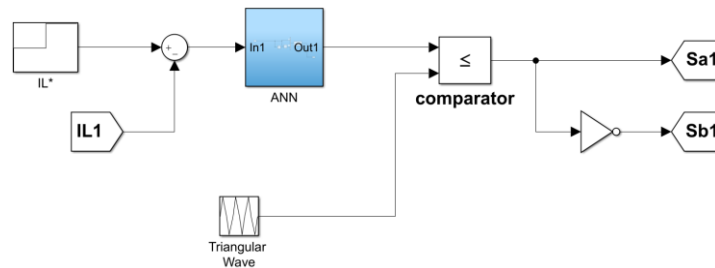 IL*
+
−
In1
Out1
ANN
≤
comparator
Sa1
IL1
Sb1
Triangular
Wave